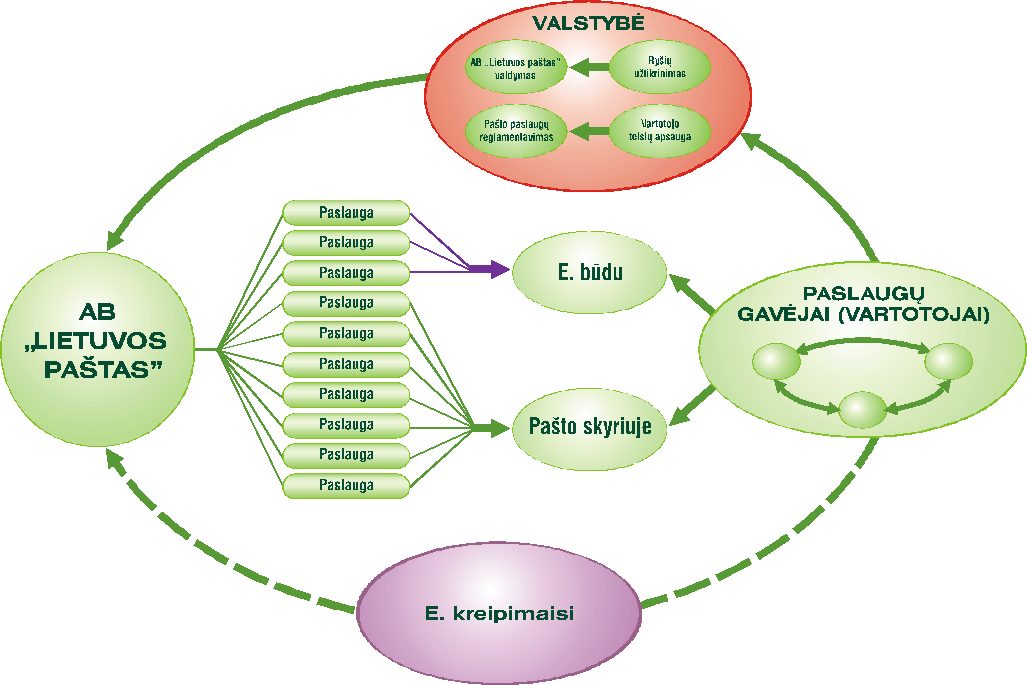 VALSTYBĖ
AB „Lietuvos paštas”
valdymas
Ryšių
užtikrinimas
Pašto paslaugų
reglamentavimas
Vartotojo
teisių apsauga
Paslauga
Paslauga
Paslauga
Paslauga
Paslauga
Paslauga
Paslauga
Paslauga
Paslauga
Paslauga
E. būdu
Pašto skyriuje
AB
„LIETUVOS
PAŠTAS”
PASLAUGŲ
GAVĖJAI (VARTOTOJAI)
E. kreipimaisi